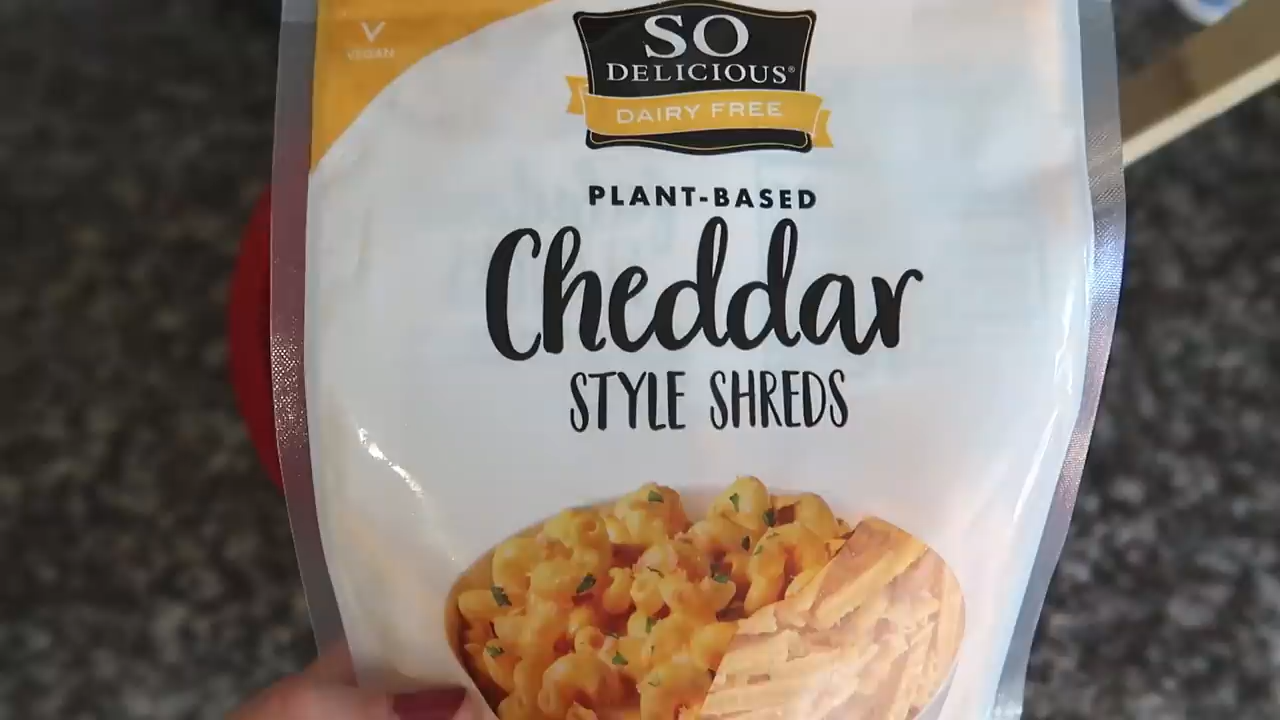 V
VEGAN
SO
DELICIOUS®
DAIRY FREE
PLANT-BASED
Cheddar
STYLE SHREDS